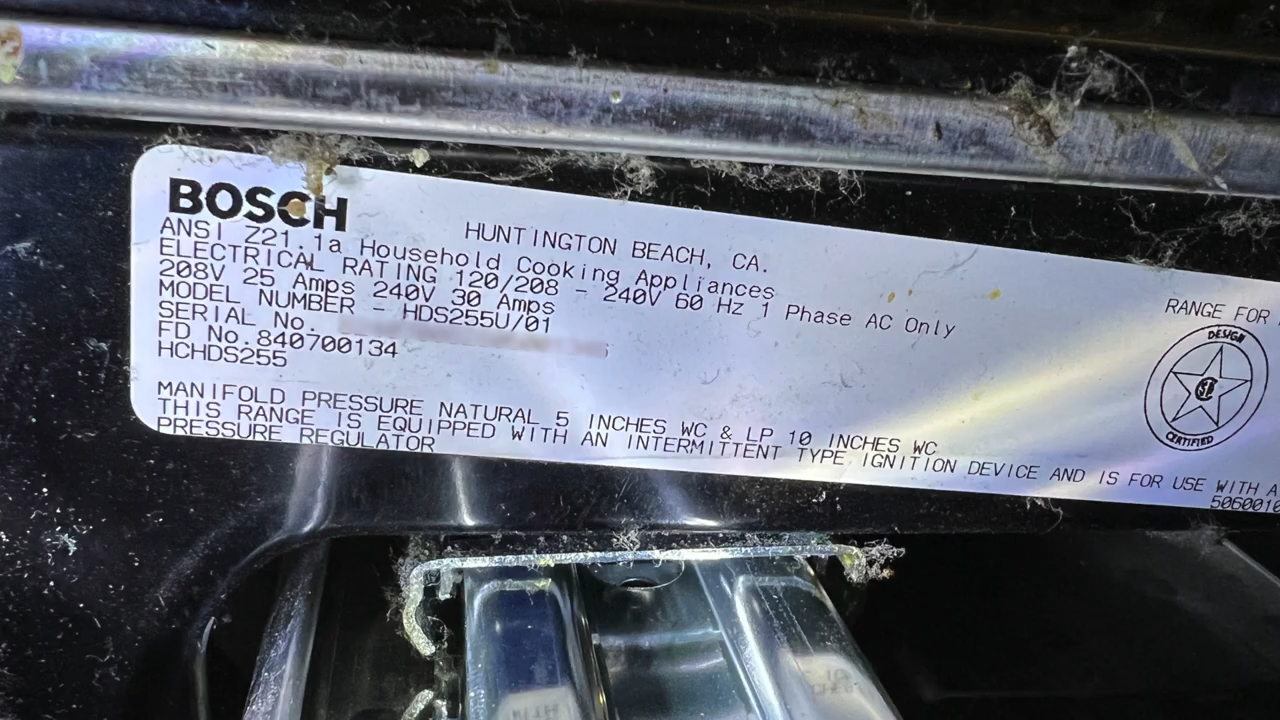 BOSCH
HUNTINGTON BEACH, CA.
ANSI Z21.1a Household Cooking Appliances
ELECTRICAL RATING 120/208 - 240V 60 Hz 1 Phase AC Only
208V 25 Amps 240V 30 Amps
MODEL NUMBER - HDS255U/01
SERIAL No.
FD No.840700134
HCHDS255
RANGE FOR
DESIGN
CERTIFIED
MANIFOLD PRESSURE NATURAL 5 INCHES WC & LP 10 INCHES WC
THIS RANGE IS EQUIPPED WITH AN INTERMITTENT TYPE IGNITION DEVICE AND IS FOR USE WITH A
PRESSURE REGULATOR